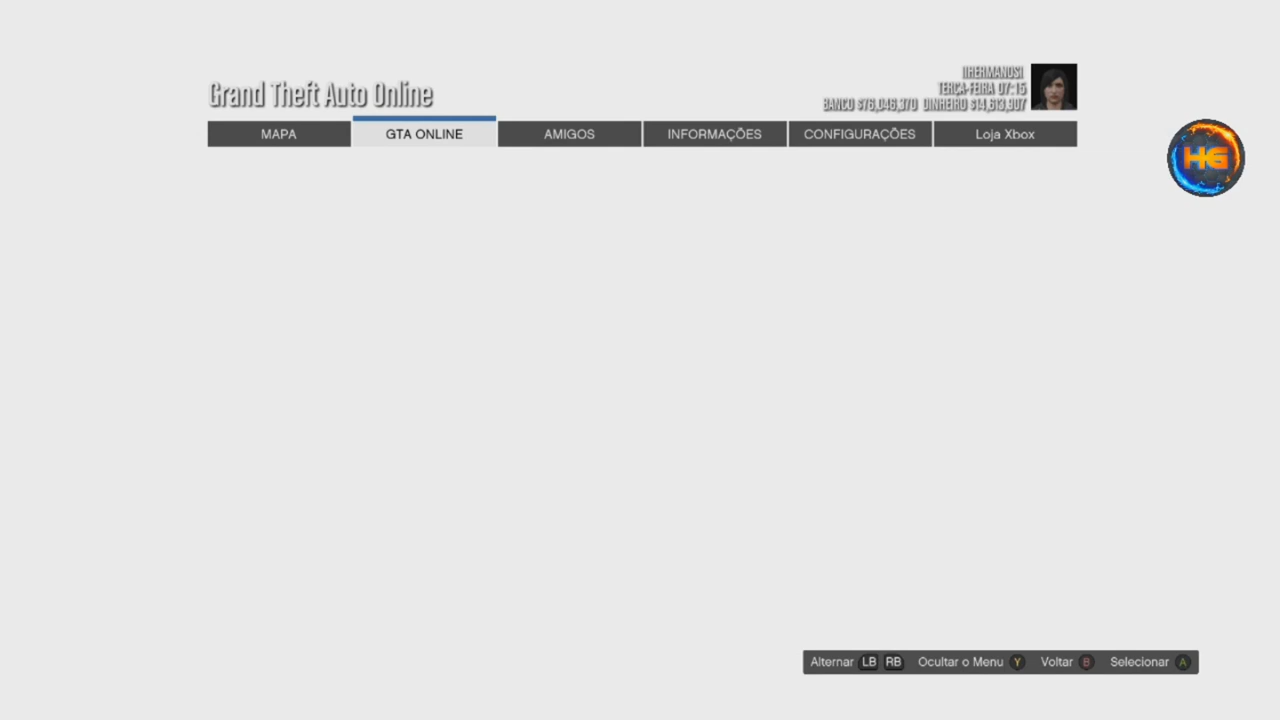 Grand Theft Auto Online
TERÇA-FEIRA 07:15
BANCO $76,046,370 DINHEIRO $14,613,907
MAPA
GTA ONLINE
AMIGOS
INFORMAÇÕES
CONFIGURAÇÕES
Loja Xbox
HG
Alternar LB RB Ocultar o Menu Y Voltar B Selecionar A